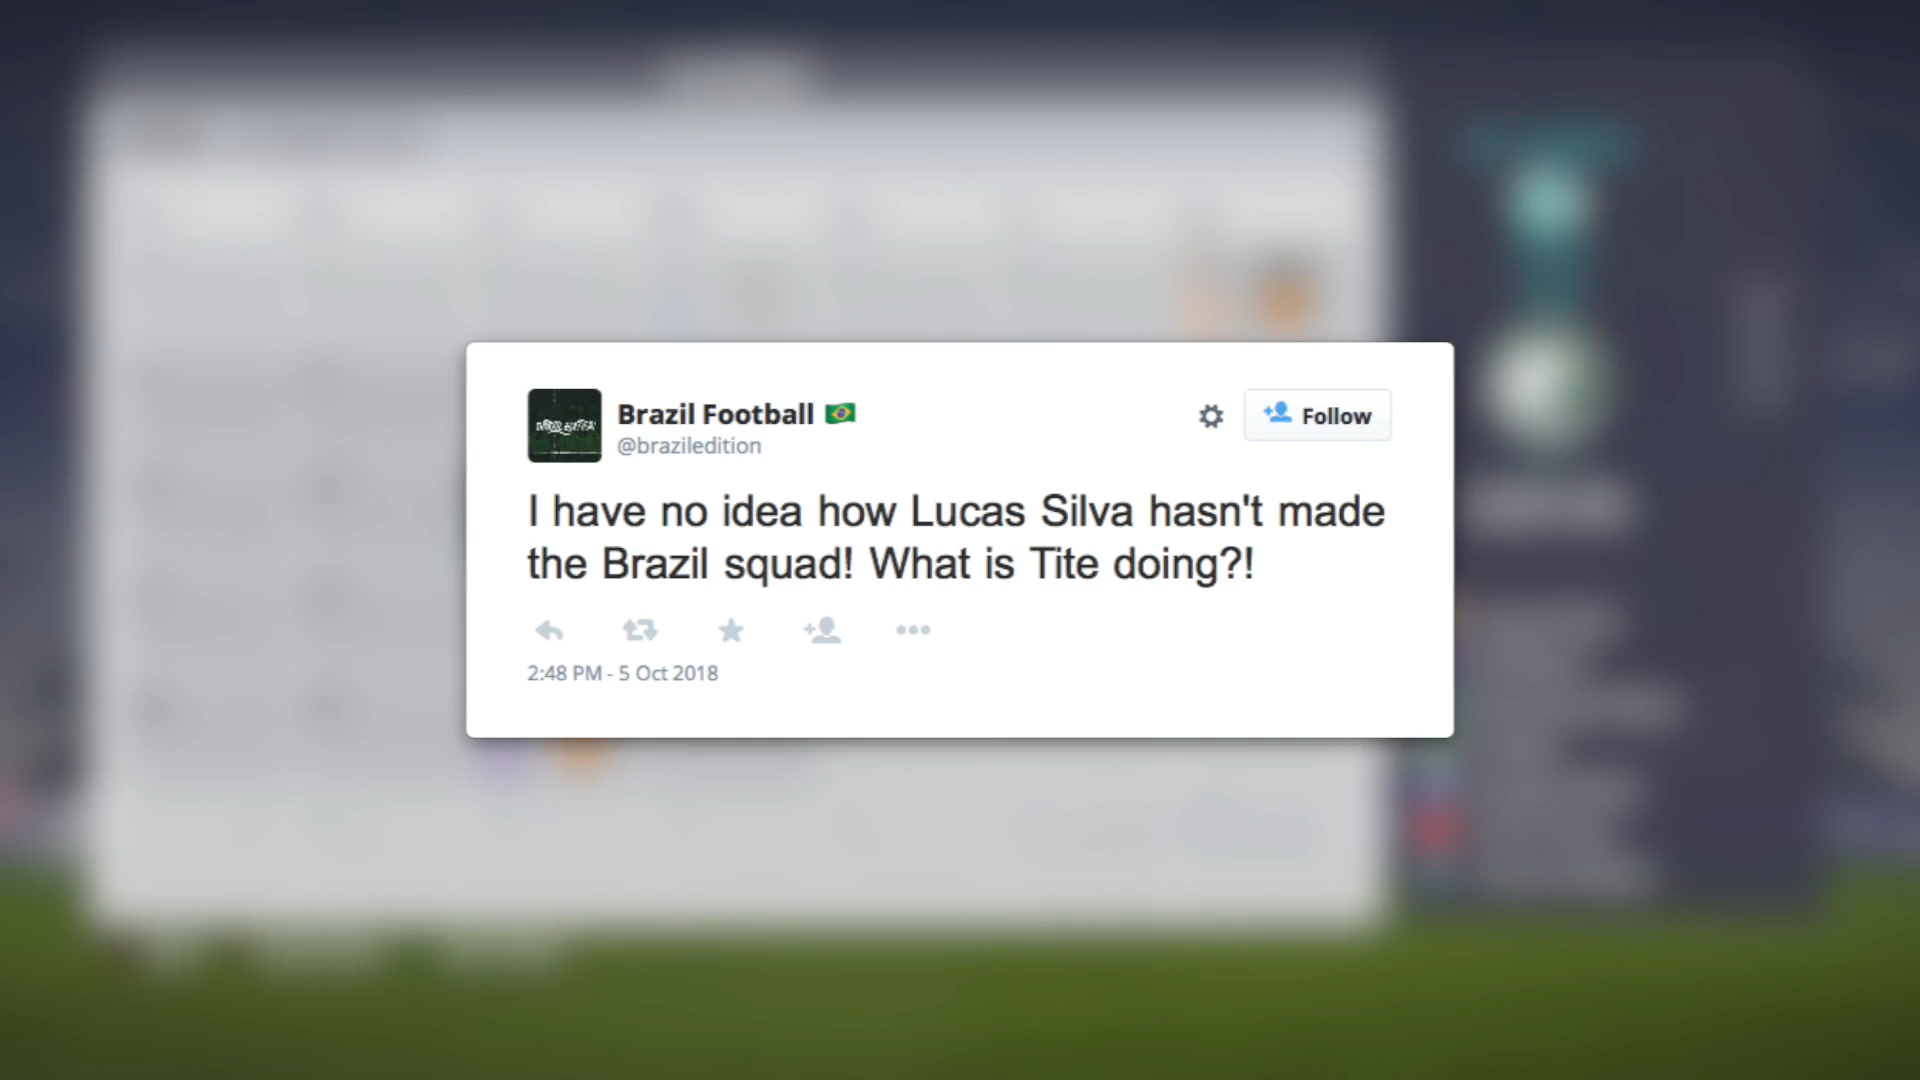 Brazil Football 🇧🇷
@braziledition
Follow
I have no idea how Lucas Silva hasn't made
the Brazil squad! What is Tite doing?!
2:48 PM - 5 Oct 2018